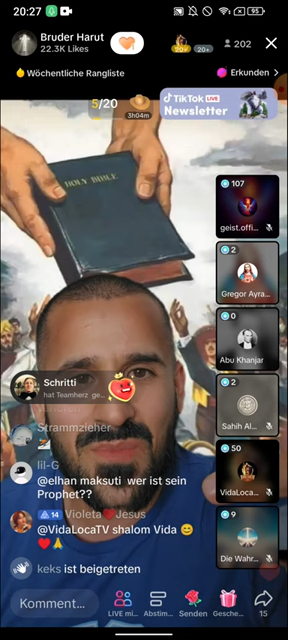 20:27
95
Bruder Harut
22.3K Likes
20+
202
Wöchentliche Rangliste
Erkunden >
5/20
3h04m
TikTok LIVE
Newsletter
HOLY BIBLE
107
geist.offi...
2
Gregor Ayra...
0
Abu Khanjar
2
Sahih Al...
50
VidaLoca...
9
Die Wahr...
Schritti
hat Teamherz ge...
Strammzieher
lil-G
@elhan maksuti wer ist sein
Prophet??
14 Violeta❤️Jesus
@VidaLocaTV shalom Vida 😊
❤️🙏
keks ist beigetreten
Komment...
LIVE mi...
Abstim...
Senden
Gesche...
15